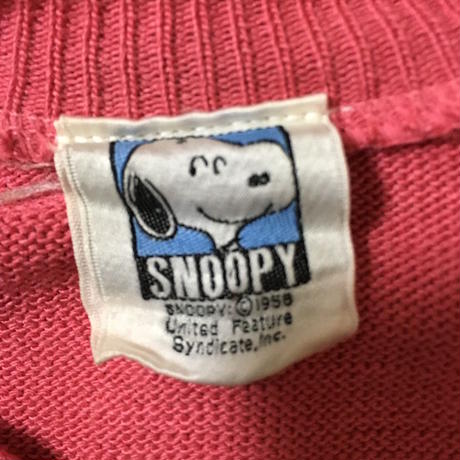 SNOOPY
SNOOPY:©1958
United Feature
Syndicate,Inc.